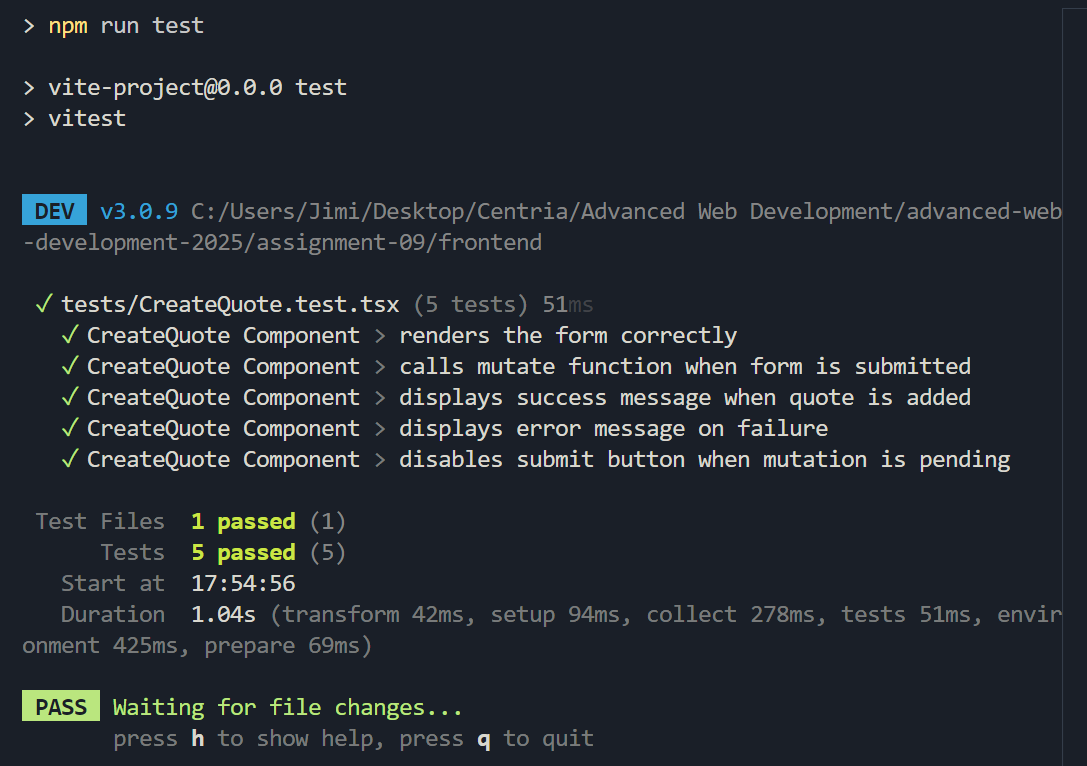 > npm run test
> vite-project@0.0.0 test
> vitest
DEV v3.0.9 C:/Users/Jimi/Desktop/Centria/Advanced Web Development/advanced-web
-development-2025/assignment-09/frontend
✓ tests/CreateQuote.test.tsx (5 tests) 51ms
✓ CreateQuote Component > renders the form correctly
✓ CreateQuote Component > calls mutate function when form is submitted
✓ CreateQuote Component > displays success message when quote is added
✓ CreateQuote Component > displays error message on failure
✓ CreateQuote Component > disables submit button when mutation is pending
Test Files 1 passed (1)
Tests 5 passed (5)
Start at 17:54:56
Duration 1.04s (transform 42ms, setup 94ms, collect 278ms, tests 51ms, envir
onment 425ms, prepare 69ms)
PASS Waiting for file changes...
press h to show help, press q to quit